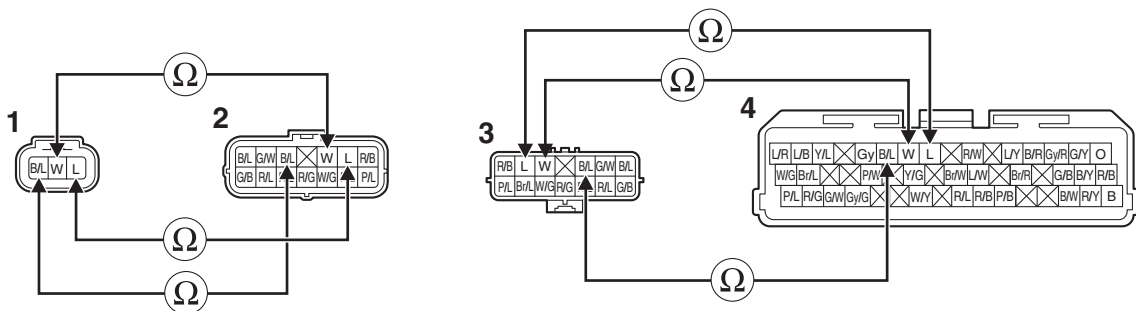 Ω
Ω
Ω
Ω
Ω
Ω
1
B/L W L
2
B/L G/W B/L W L R/B
G/B R/L B/L R/G W/G P/L
3
R/B L W B/L G/W B/L
P/L Br/L W/G R/G R/L G/B
4
L/R L/B Y/L Gy B/L W L R/W L/Y B/R Gy/R G/Y O
W/G Br/L P/W Y/G Br/W L/W Br/R G/B B/Y R/B
P/L R/G G/W Gy/G W/Y R/L R/B P/B B/W R/Y B